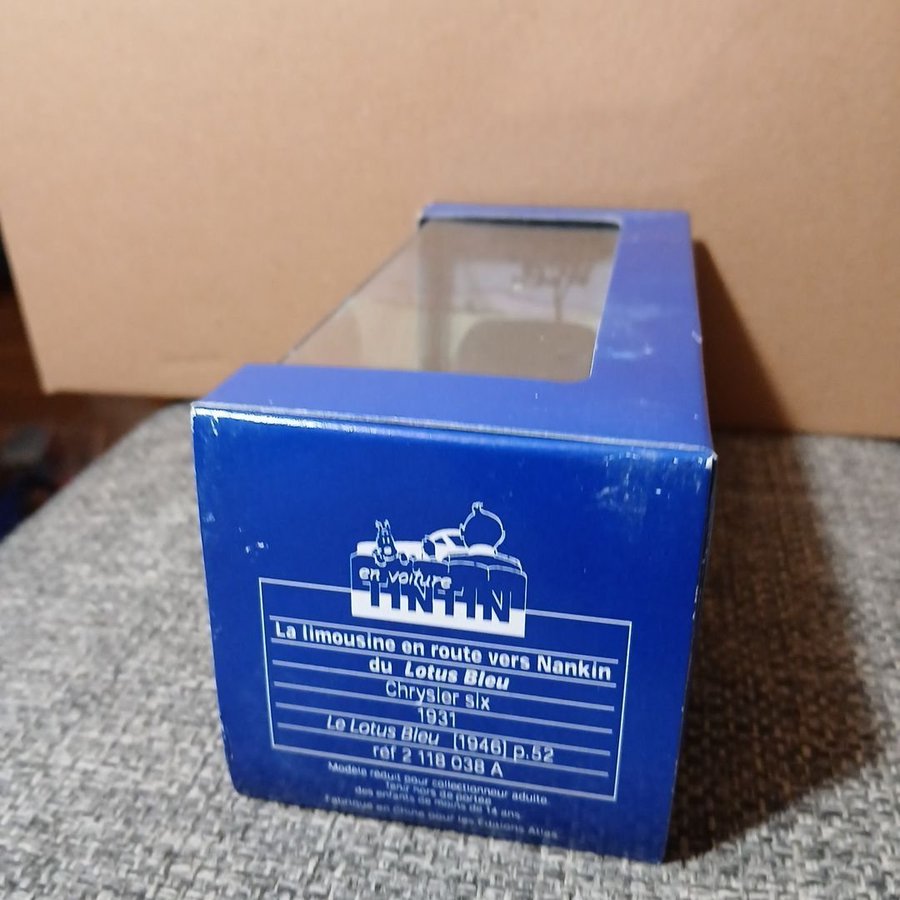 en voiture
TINTIN
La limousine en route vers Nankin
du Lotus Bleu
Chrysler six
1931
Le Lotus Bleu (1946) p.52
réf 2 118 038 A
Modèle réduit pour collectionneur adulte.
Tenir hors de portée
des enfants de moins de 14 ans
Fabriqué en Chine pour les Éditions Atlas